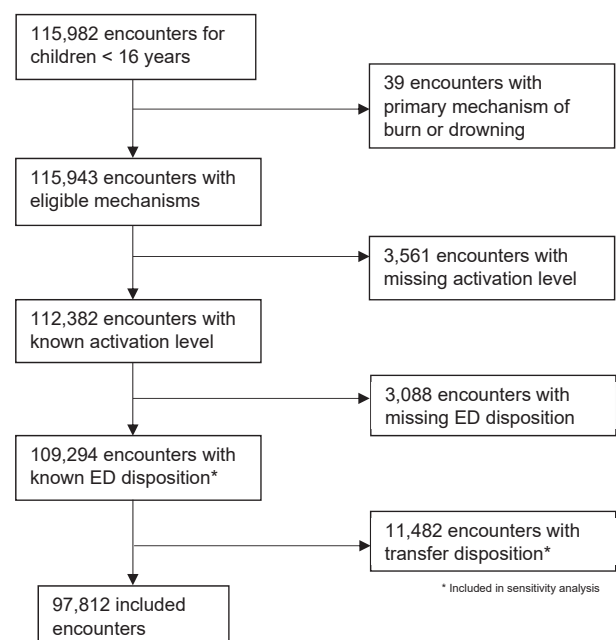 115,982 encounters for
children < 16 years
39 encounters with
primary mechanism of
burn or drowning
115,943 encounters with
eligible mechanisms
3,561 encounters with
missing activation level
112,382 encounters with
known activation level
3,088 encounters with
missing ED disposition
109,294 encounters with
known ED disposition*
11,482 encounters with
transfer disposition*
* Included in sensitivity analysis
97,812 included
encounters